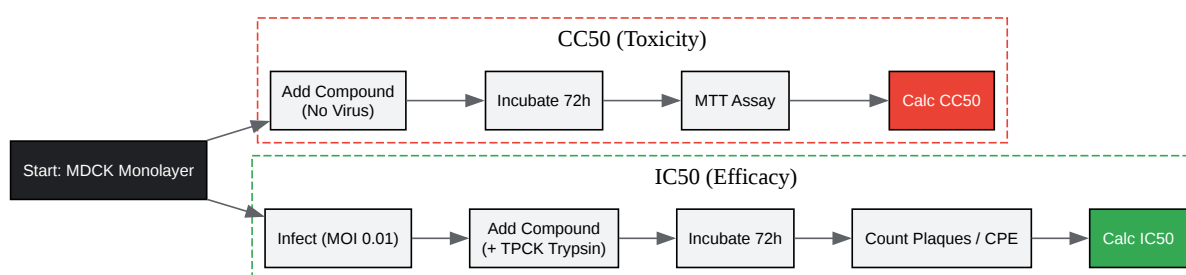 CC50 (Toxicity)
Add Compound
(No Virus)
Incubate 72h
MTT Assay
Calc CC50
Start: MDCK Monolayer
IC50 (Efficacy)
Infect (MOI 0.01)
Add Compound
(+ TPCK Trypsin)
Incubate 72h
Count Plaques / CPE
Calc IC50